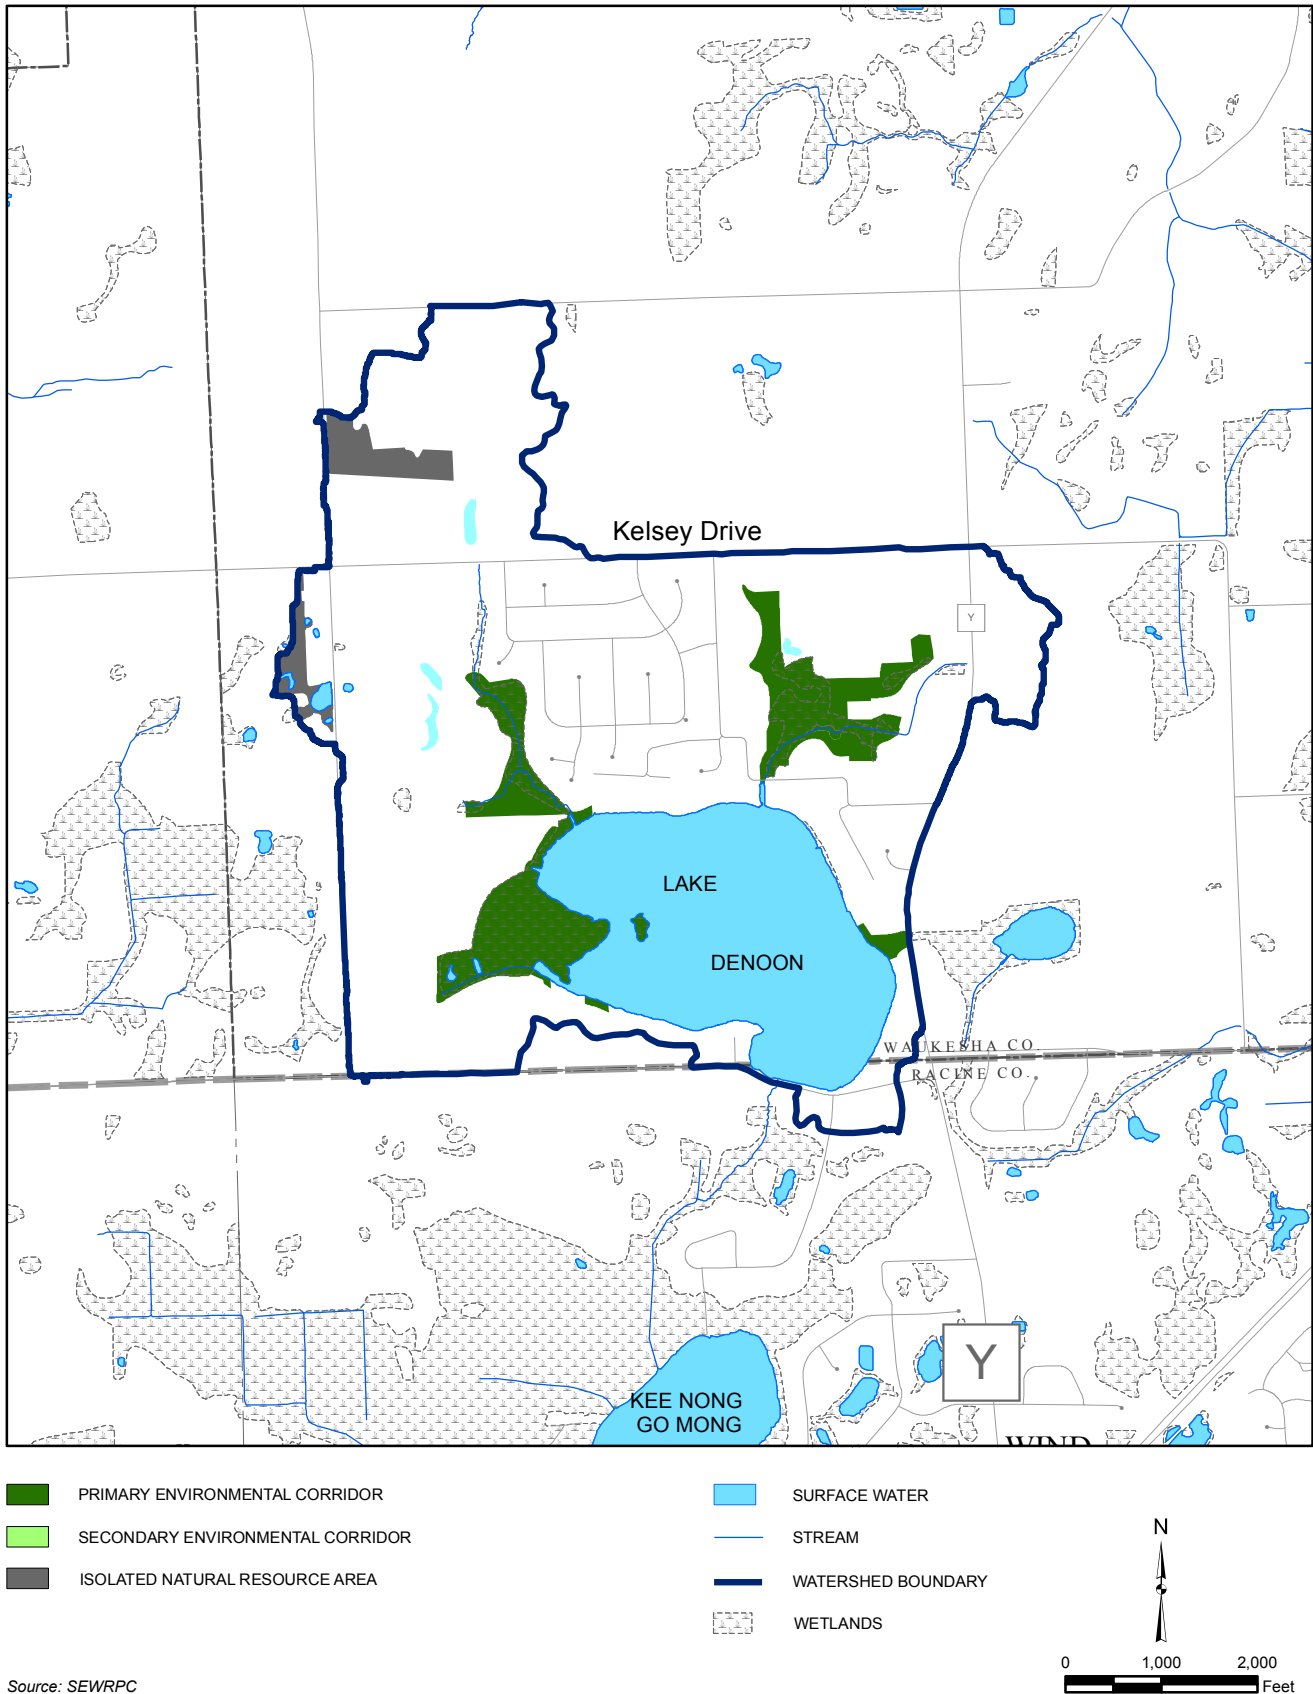 Kelsey Drive
Y
LAKE
DENOON
WAUKESHA CO.
RACINE CO.
Y
KEE NONG
GO MONG
PRIMARY ENVIRONMENTAL CORRIDOR
SECONDARY ENVIRONMENTAL CORRIDOR
ISOLATED NATURAL RESOURCE AREA
SURFACE WATER
STREAM
WATERSHED BOUNDARY
WETLANDS
N
0 1,000 2,000
Feet
Source: SEWRPC